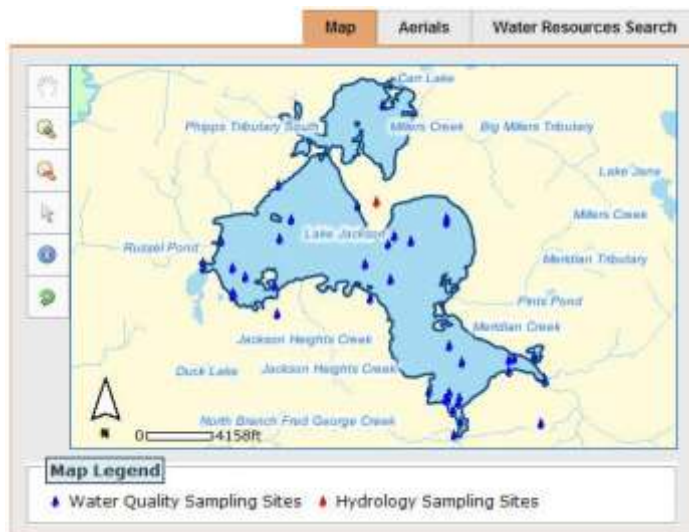 Map Aerials Water Resources Search
Carr Lake
Phipps Tributary South Millers Creek Big Millers Tributary
Lake Jane
Millers Creek
Lake Jackson
Russel Pond
Meridian Tributary
Pints Pond
Meridian Creek
Jackson Heights Creek
Duck Lake Jackson Heights Creek
North Branch Fred George Creek
N 0 4158ft
Map Legend
Water Quality Sampling Sites Hydrology Sampling Sites